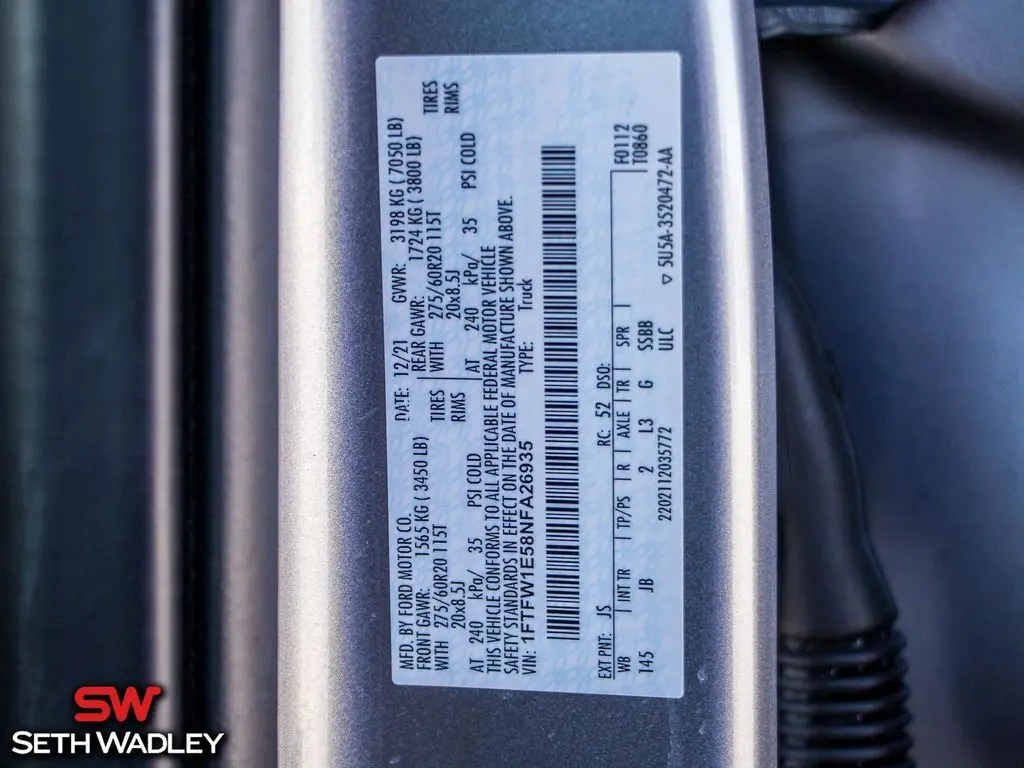 MFD. BY FORD MOTOR CO. DATE: 12/21 GVWR: 3198 KG ( 7050 LB)
FRONT GAWR: 1565 KG ( 3450 LB) REAR GAWR: 1724 KG ( 3800 LB)
WITH 275/60R20 115T TIRES WITH 275/60R20 115T TIRES
20x8.5J RIMS 20x8.5J RIMS
AT 240 kPa/ 35 PSI COLD AT 240 kPa/ 35 PSI COLD
THIS VEHICLE CONFORMS TO ALL APPLICABLE FEDERAL MOTOR VEHICLE
SAFETY STANDARDS IN EFFECT ON THE DATE OF MANUFACTURE SHOWN ABOVE.
VIN: 1FTFW1E58NFA26935 TYPE: Truck
EXT PNT: JS RC: 52 DSO: F0112
WB INT TR TP/PS R AXLE TR SPR T0860
145 JB 2 L3 G SSBB
2202112035772 ULC ▽ 5U5A-3520472-AA
SW
SETH WADLEY